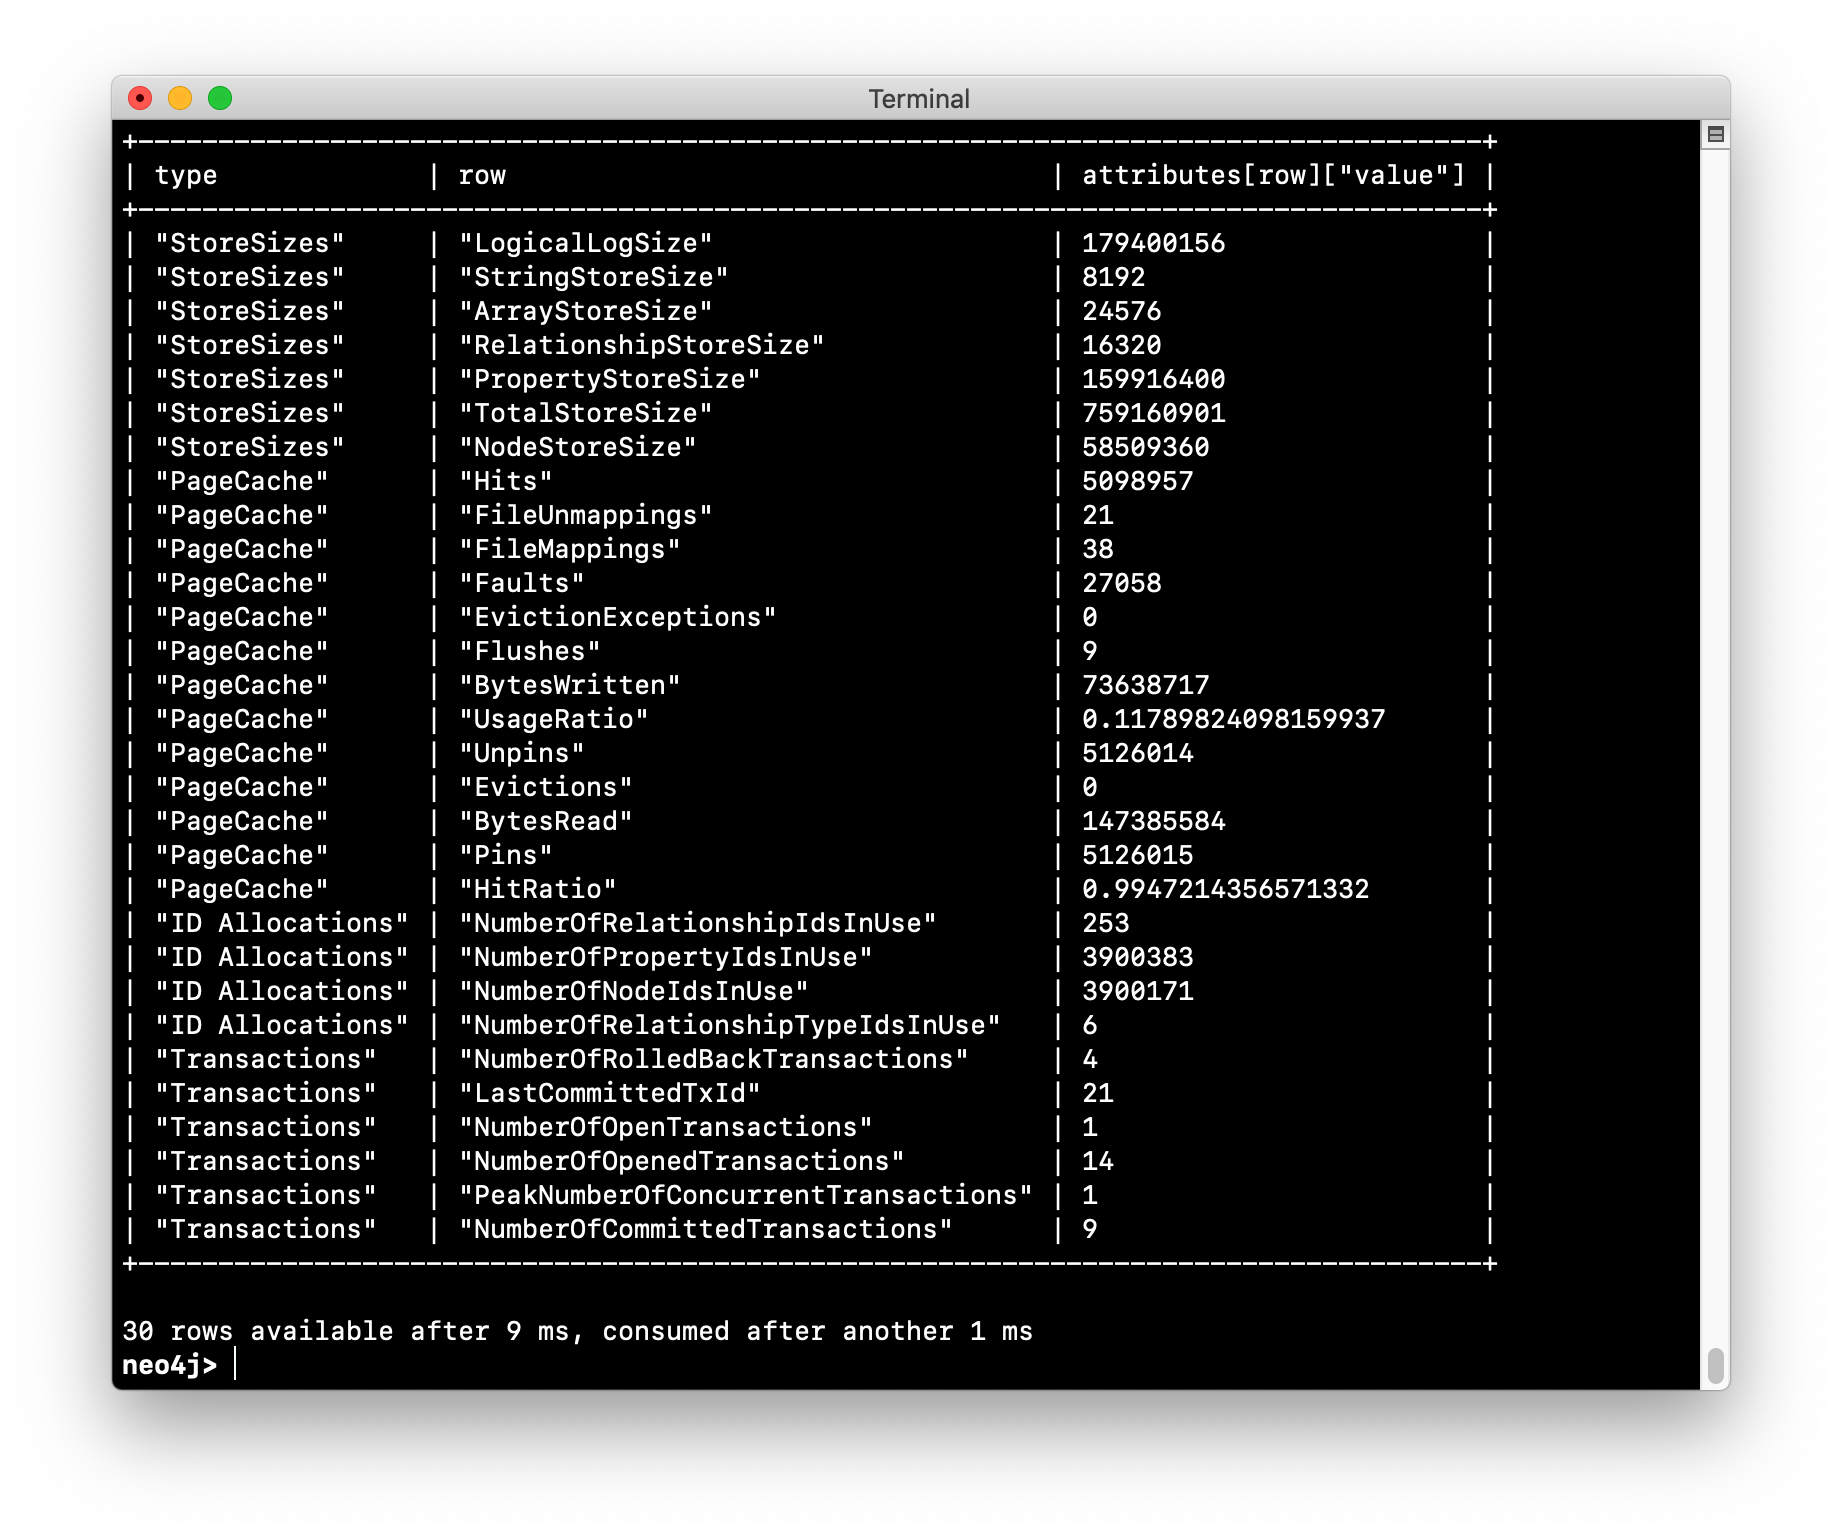 Terminal
+------------------------------------------------------------------------------------+
| type             | row                                  | attributes[row]["value"] |
+------------------------------------------------------------------------------------+
| "StoreSizes"     | "LogicalLogSize"                     | 179400156                |
| "StoreSizes"     | "StringStoreSize"                    | 8192                     |
| "StoreSizes"     | "ArrayStoreSize"                     | 24576                    |
| "StoreSizes"     | "RelationshipStoreSize"              | 16320                    |
| "StoreSizes"     | "PropertyStoreSize"                  | 159916400                |
| "StoreSizes"     | "TotalStoreSize"                     | 759160901                |
| "StoreSizes"     | "NodeStoreSize"                      | 58509360                 |
| "PageCache"      | "Hits"                               | 5098957                  |
| "PageCache"      | "FileUnmappings"                     | 21                       |
| "PageCache"      | "FileMappings"                       | 38                       |
| "PageCache"      | "Faults"                             | 27058                    |
| "PageCache"      | "EvictionExceptions"                 | 0                        |
| "PageCache"      | "Flushes"                            | 9                        |
| "PageCache"      | "BytesWritten"                       | 73638717                 |
| "PageCache"      | "UsageRatio"                         | 0.11789824098159937      |
| "PageCache"      | "Unpins"                             | 5126014                  |
| "PageCache"      | "Evictions"                          | 0                        |
| "PageCache"      | "BytesRead"                          | 147385584                |
| "PageCache"      | "Pins"                               | 5126015                  |
| "PageCache"      | "HitRatio"                           | 0.9947214356571332       |
| "ID Allocations" | "NumberOfRelationshipIdsInUse"       | 253                      |
| "ID Allocations" | "NumberOfPropertyIdsInUse"           | 3900383                  |
| "ID Allocations" | "NumberOfNodeIdsInUse"               | 3900171                  |
| "ID Allocations" | "NumberOfRelationshipTypeIdsInUse"   | 6                        |
| "Transactions"   | "NumberOfRolledBackTransactions"     | 4                        |
| "Transactions"   | "LastCommittedTxId"                  | 21                       |
| "Transactions"   | "NumberOfOpenTransactions"           | 1                        |
| "Transactions"   | "NumberOfOpenedTransactions"         | 14                       |
| "Transactions"   | "PeakNumberOfConcurrentTransactions" | 1                        |
| "Transactions"   | "NumberOfCommittedTransactions"      | 9                        |
+------------------------------------------------------------------------------------+
30 rows available after 9 ms, consumed after another 1 ms
neo4j>